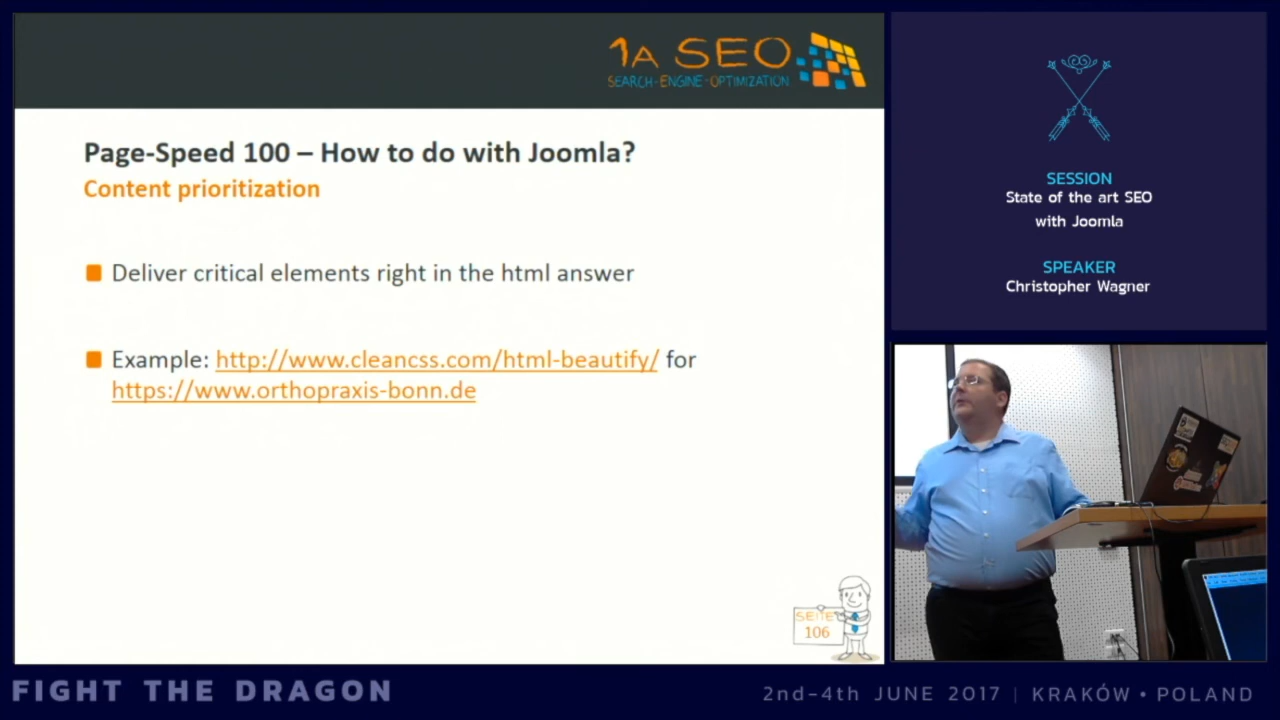 1A SEO
SEARCH-ENGINE-OPTIMIZATION
Page-Speed 100 – How to do with Joomla?
Content prioritization
Deliver critical elements right in the html answer
Example: http://www.cleancss.com/html-beautify/ for
https://www.orthopraxis-bonn.de
SEITE
106
SESSION
State of the art SEO
with Joomla
SPEAKER
Christopher Wagner
FIGHT THE DRAGON
2nd-4th JUNE 2017 | KRAKÓW • POLAND